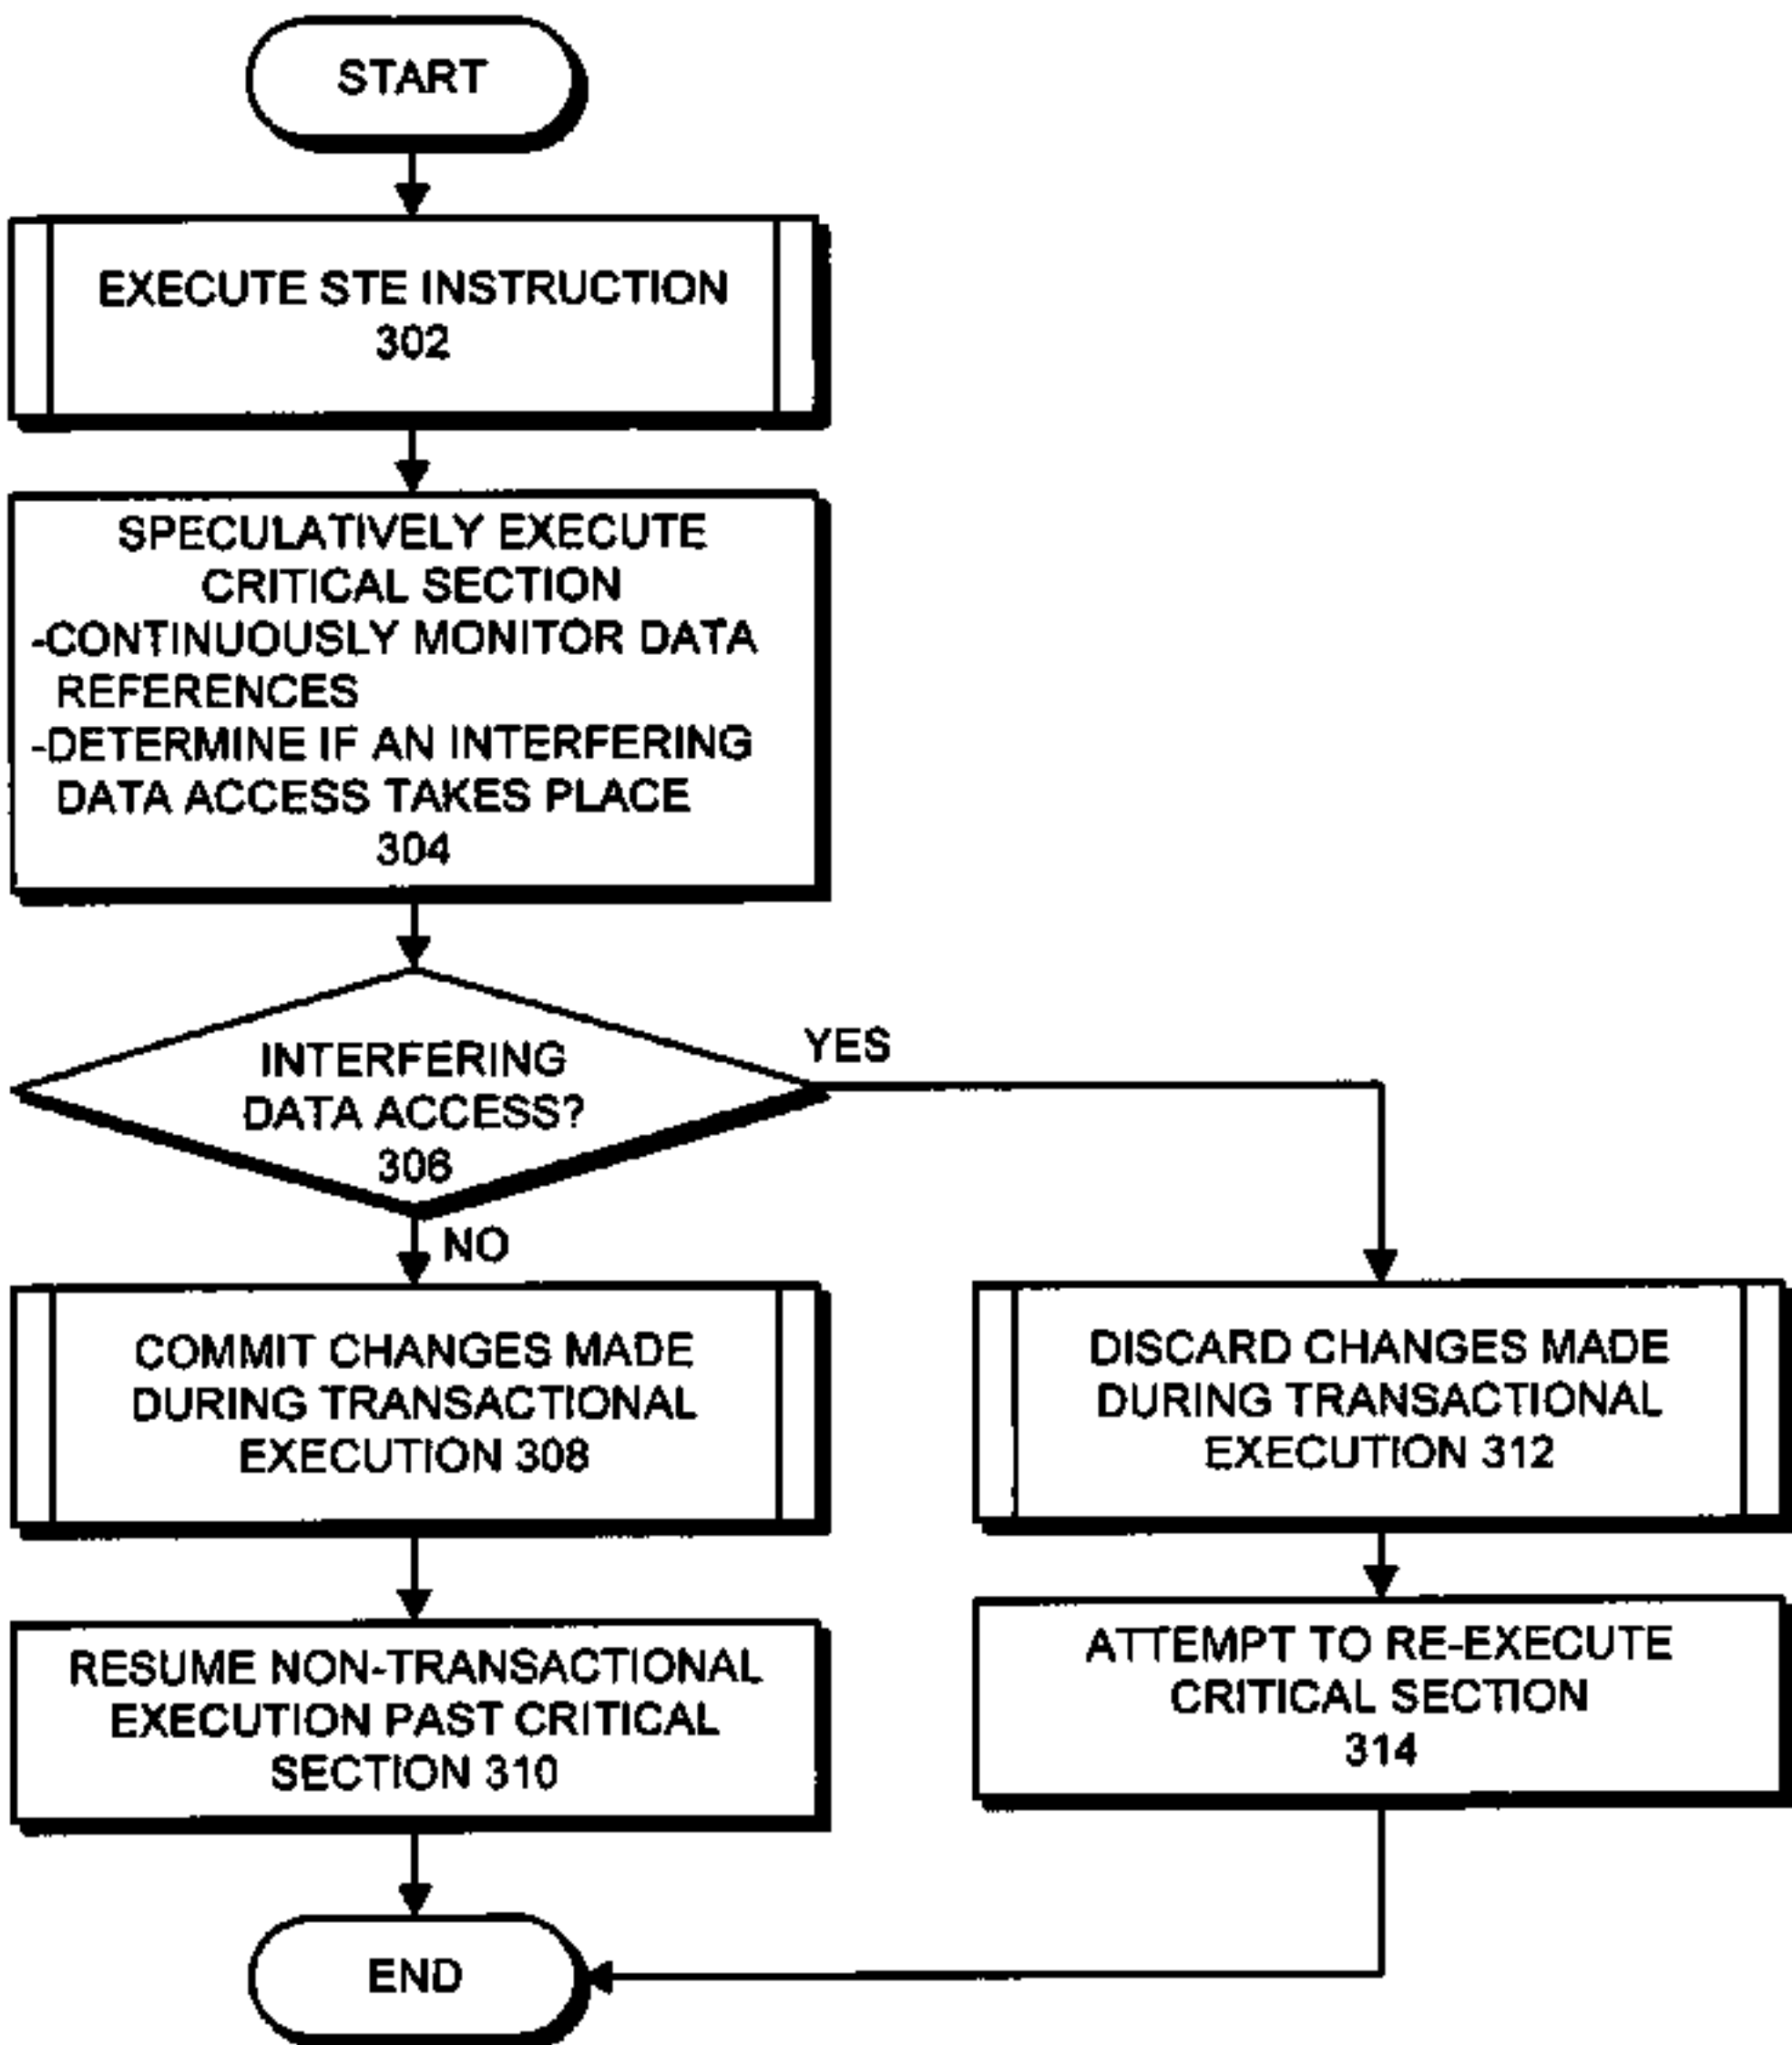 START
EXECUTE STE INSTRUCTION
302
SPECULATIVELY EXECUTE
CRITICAL SECTION
-CONTINUOUSLY MONITOR DATA
REFERENCES
-DETERMINE IF AN INTERFERING
DATA ACCESS TAKES PLACE
304
INTERFERING
DATA ACCESS?
306
YES
NO
COMMIT CHANGES MADE
DURING TRANSACTIONAL
EXECUTION 308
DISCARD CHANGES MADE
DURING TRANSACTIONAL
EXECUTION 312
RESUME NON-TRANSACTIONAL
EXECUTION PAST CRITICAL
SECTION 310
ATTEMPT TO RE-EXECUTE
CRITICAL SECTION
314
END